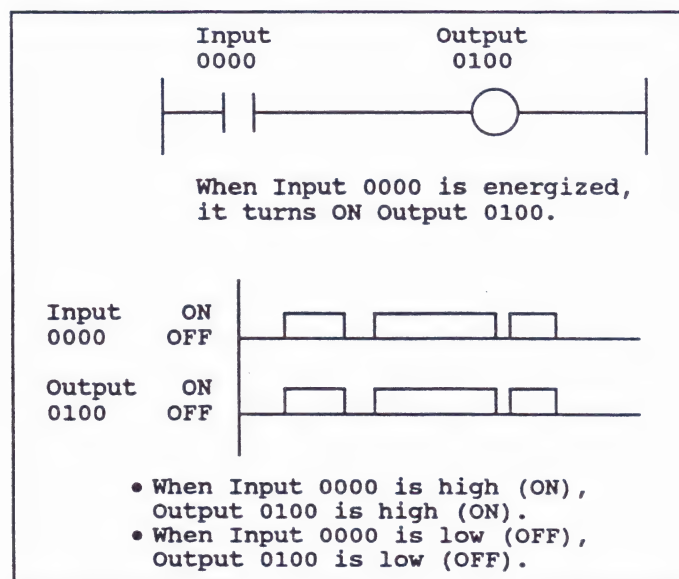 Input Output
0000 0100
When Input 0000 is energized,
it turns ON Output 0100.
Input ON
0000 OFF
Output ON
0100 OFF
• When Input 0000 is high (ON),
Output 0100 is high (ON).
• When Input 0000 is low (OFF),
Output 0100 is low (OFF).